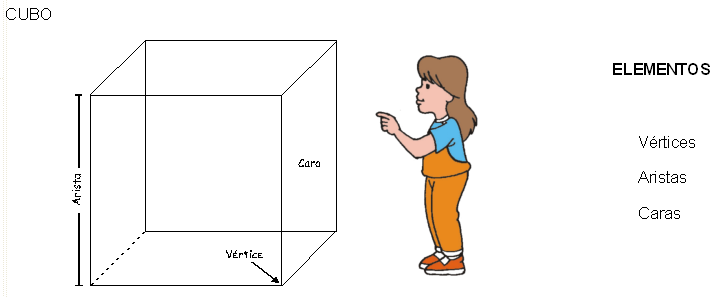 CUBO
ELEMENTOS
Arista
Cara
Vértice
Vértices
Aristas
Caras